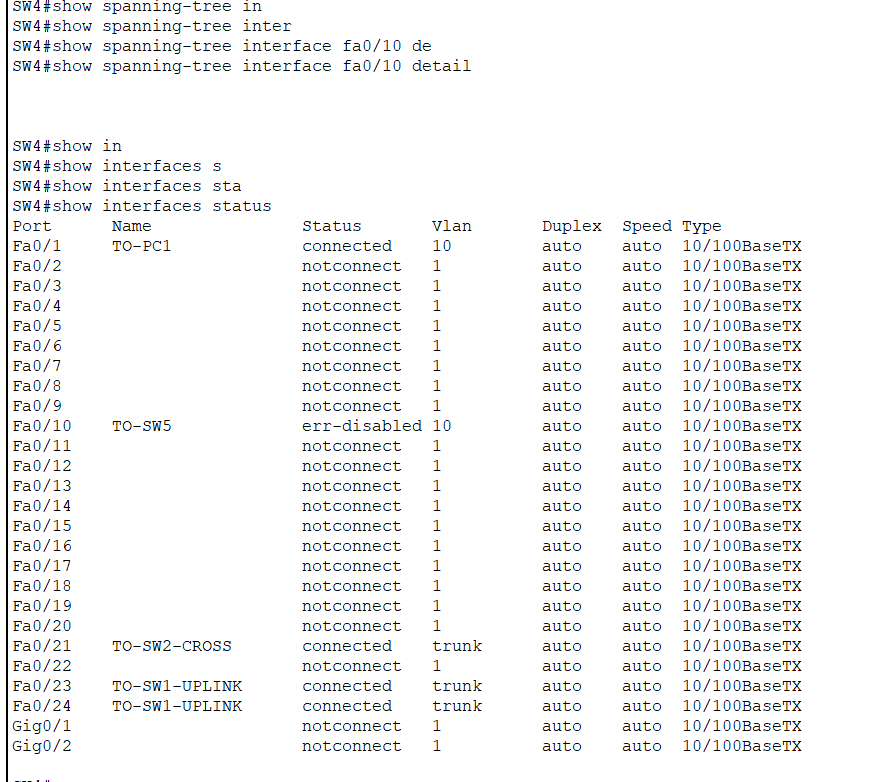 SW4#show spanning-tree in
SW4#show spanning-tree inter
SW4#show spanning-tree interface fa0/10 de
SW4#show spanning-tree interface fa0/10 detail
SW4#show in
SW4#show interfaces s
SW4#show interfaces sta
SW4#show interfaces status
Port Name Status Vlan Duplex Speed Type
Fa0/1 TO-PC1 connected 10 auto auto 10/100BaseTX
Fa0/2 notconnect 1 auto auto 10/100BaseTX
Fa0/3 notconnect 1 auto auto 10/100BaseTX
Fa0/4 notconnect 1 auto auto 10/100BaseTX
Fa0/5 notconnect 1 auto auto 10/100BaseTX
Fa0/6 notconnect 1 auto auto 10/100BaseTX
Fa0/7 notconnect 1 auto auto 10/100BaseTX
Fa0/8 notconnect 1 auto auto 10/100BaseTX
Fa0/9 notconnect 1 auto auto 10/100BaseTX
Fa0/10 TO-SW5 err-disabled 10 auto auto 10/100BaseTX
Fa0/11 notconnect 1 auto auto 10/100BaseTX
Fa0/12 notconnect 1 auto auto 10/100BaseTX
Fa0/13 notconnect 1 auto auto 10/100BaseTX
Fa0/14 notconnect 1 auto auto 10/100BaseTX
Fa0/15 notconnect 1 auto auto 10/100BaseTX
Fa0/16 notconnect 1 auto auto 10/100BaseTX
Fa0/17 notconnect 1 auto auto 10/100BaseTX
Fa0/18 notconnect 1 auto auto 10/100BaseTX
Fa0/19 notconnect 1 auto auto 10/100BaseTX
Fa0/20 notconnect 1 auto auto 10/100BaseTX
Fa0/21 TO-SW2-CROSS connected trunk auto auto 10/100BaseTX
Fa0/22 notconnect 1 auto auto 10/100BaseTX
Fa0/23 TO-SW1-UPLINK connected trunk auto auto 10/100BaseTX
Fa0/24 TO-SW1-UPLINK connected trunk auto auto 10/100BaseTX
Gig0/1 notconnect 1 auto auto 10/100BaseTX
Gig0/2 notconnect 1 auto auto 10/100BaseTX